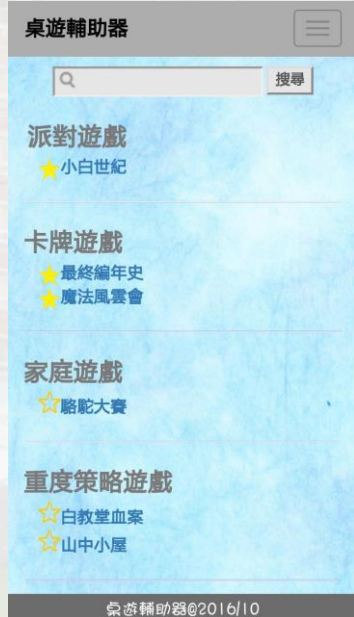 桌遊輔助器
搜尋
派對遊戲
小白世紀
卡牌遊戲
最終編年史
魔法風雲會
家庭遊戲
駱駝大賽
重度策略遊戲
白教堂血案
山中小屋
桌遊輔助器@2016/10